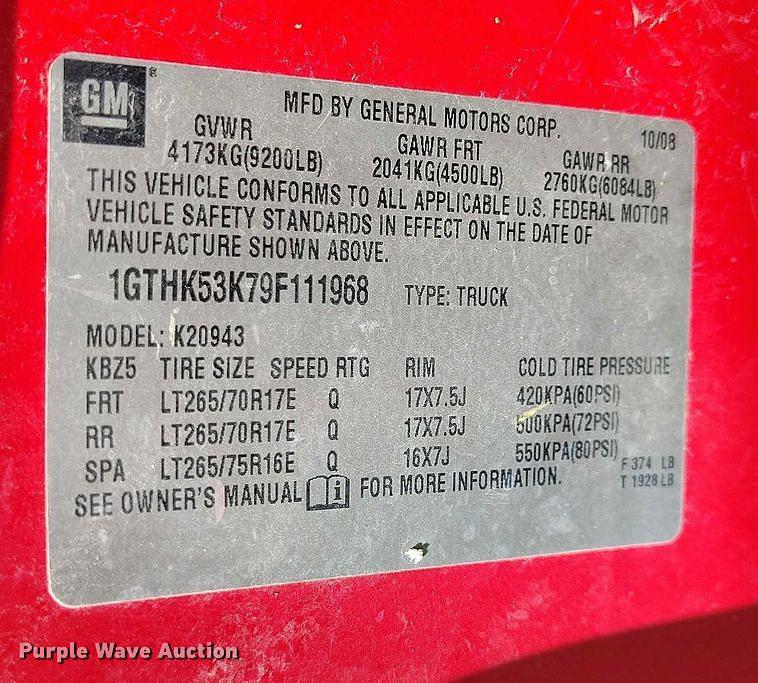 GM ®
MFD BY GENERAL MOTORS CORP. 10/08
GVWR GAWR FRT GAWR RR
4173KG(9200LB) 2041KG(4500LB) 2760KG(6084LB)
THIS VEHICLE CONFORMS TO ALL APPLICABLE U.S. FEDERAL MOTOR
VEHICLE SAFETY STANDARDS IN EFFECT ON THE DATE OF
MANUFACTURE SHOWN ABOVE.
1GTHK53K79F111968 TYPE: TRUCK
MODEL: K20943
KBZ5 TIRE SIZE SPEED RTG RIM COLD TIRE PRESSURE
FRT LT265/70R17E Q 17X7.5J 420KPA(60PSI)
RR LT265/70R17E Q 17X7.5J 500KPA(72PSI)
SPA LT265/75R16E Q 16X7J 550KPA(80PSI) F 374 LB
SEE OWNER'S MANUAL i FOR MORE INFORMATION. T 1928 LB
Purple Wave Auction